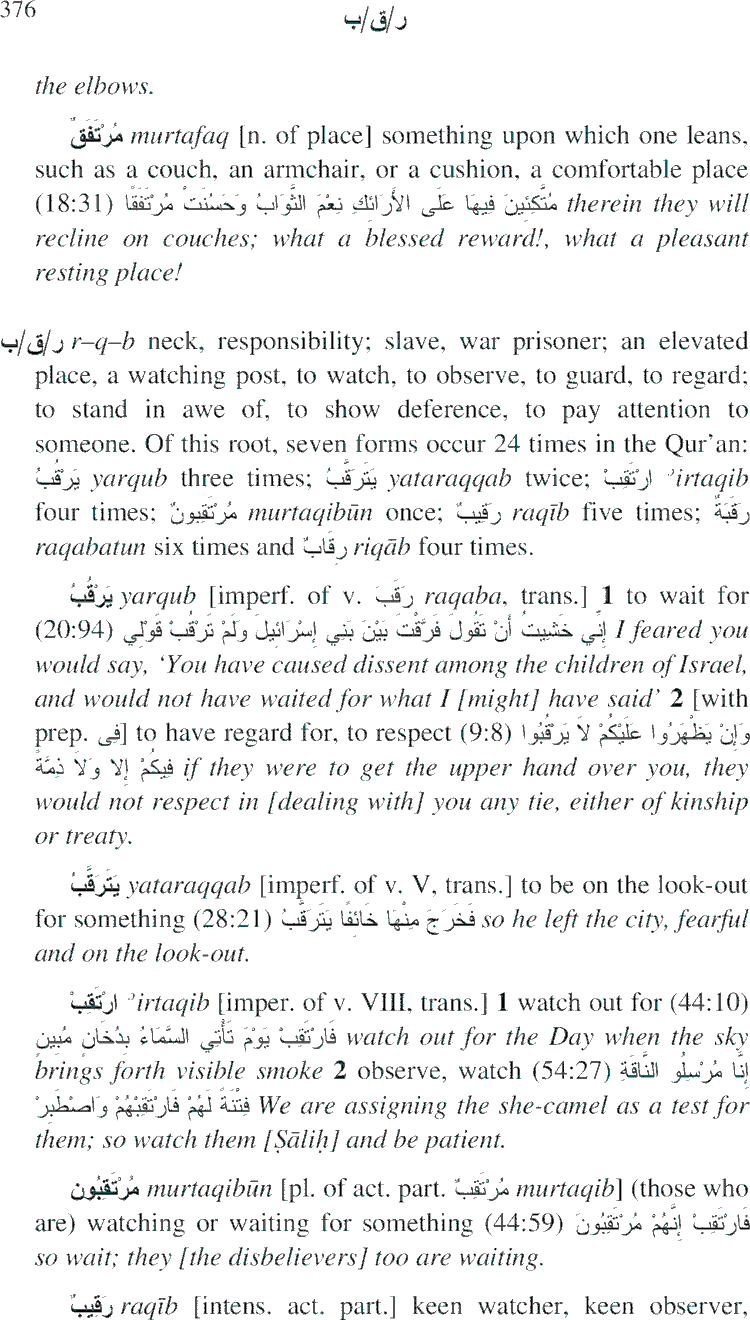 376
ر/ق/ب
the elbows.
مُرْتَفَقٌ murtafaq [n. of place] something upon which one leans,
such as a couch, an armchair, or a cushion, a comfortable place
(18:31) مُتَّكِئِينَ فِيهَا عَلَى الأَرَائِكِ نِعْمَ الثَّوَابُ وَحَسُنَتْ مُرْتَفَقًا therein they will
recline on couches; what a blessed reward!, what a pleasant
resting place!
ر/ق/ب r–q–b neck, responsibility; slave, war prisoner; an elevated
place, a watching post, to watch, to observe, to guard, to regard;
to stand in awe of, to show deference, to pay attention to
someone. Of this root, seven forms occur 24 times in the Qur’an:
يَرْقُبُ yarqub three times; يَتَرَقَّبُ yataraqqab twice; ارْتَقِبْ ʾirtaqib
four times; مُرْتَقِبُونَ murtaqibūn once; رَقِيبٌ raqīb five times; رَقَبَةٌ
raqabatun six times and رِقَابٌ riqāb four times.
يَرْقُبُ yarqub [imperf. of v. رَقَبَ raqaba, trans.] 1 to wait for
(20:94) إِنِّي خَشِيتُ أَنْ تَقُولَ فَرَّقْتَ بَيْنَ بَنِي إِسْرَائِيلَ وَلَمْ تَرْقُبْ قَوْلِي I feared you
would say, ‘You have caused dissent among the children of Israel,
and would not have waited for what I [might] have said’ 2 [with
prep. فِى] to have regard for, to respect (9:8) وَإِنْ يَظْهَرُوا عَلَيْكُمْ لاَ يَرْقُبُوا
فِيكُمْ إِلا وَلاَ ذِمَّةً if they were to get the upper hand over you, they
would not respect in [dealing with] you any tie, either of kinship
or treaty.
يَتَرَقَّبُ yataraqqab [imperf. of v. V, trans.] to be on the look-out
for something (28:21) فَخَرَجَ مِنْهَا خَائِفًا يَتَرَقَّبُ so he left the city, fearful
and on the look-out.
ارْتَقِبْ ʾirtaqib [imper. of v. VIII, trans.] 1 watch out for (44:10)
فَارْتَقِبْ يَوْمَ تَأْتِي السَّمَاءُ بِدُخَانٍ مُبِينٍ watch out for the Day when the sky
brings forth visible smoke 2 observe, watch (54:27) إِنَّا مُرْسِلُو النَّاقَةِ
فِتْنَةً لَهُمْ فَارْتَقِبْهُمْ وَاصْطَبِرْ We are assigning the she-camel as a test for
them; so watch them [Ṣāliḥ] and be patient.
مُرْتَقِبُون murtaqibūn [pl. of act. part. مُرْتَقِبٌ murtaqib] (those who
are) watching or waiting for something (44:59) فَارْتَقِبْ إِنَّهُمْ مُرْتَقِبُونَ
so wait; they [the disbelievers] too are waiting.
رَقِيبٌ raqīb [intens. act. part.] keen watcher, keen observer,